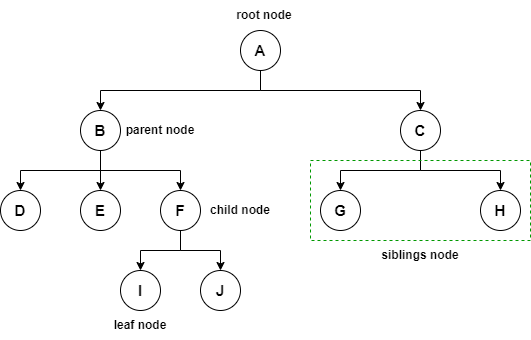 root node
A
B
parent node
C
D
E
F
child node
G
H
siblings node
I
J
leaf node